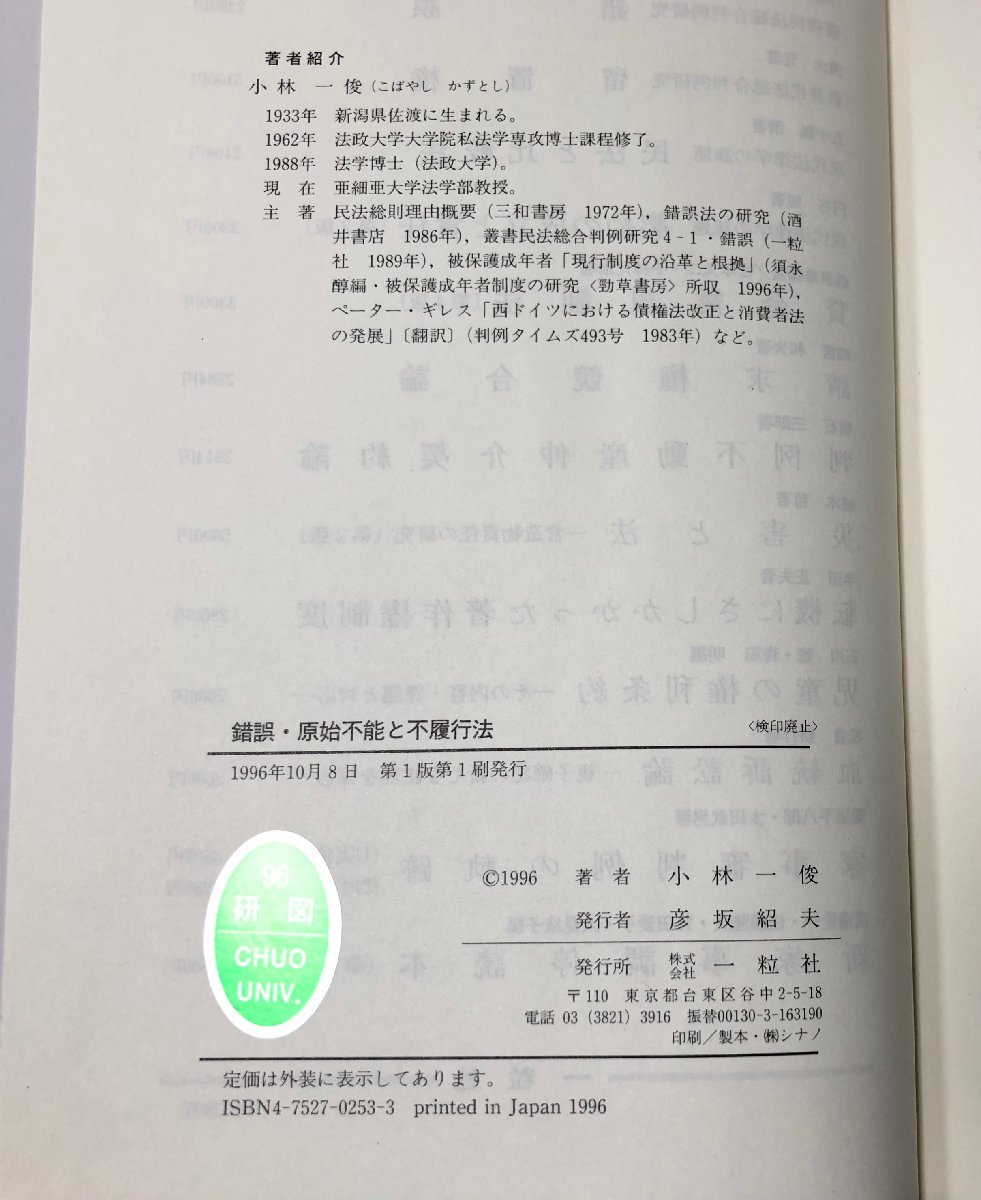 著者紹介
小林 一俊（こばやし かずとし）
1933年 新潟県佐渡に生まれる。
1962年 法政大学大学院私法学専攻博士課程修了。
1988年 法学博士（法政大学）。
現 在 亜細亜大学法学部教授。
主 著 民法総則理由概要（三和書房 1972年），錯誤法の研究（酒
井書店 1986年），叢書民法総合判例研究4-1・錯誤（一粒
社 1989年），被保護成年者「現行制度の沿革と根拠」（須永
醇編・被保護成年者制度の研究〈勁草書房〉所収 1996年），
ペーター・ギレス「西ドイツにおける債権法改正と消費者法
の発展」〔翻訳〕（判例タイムズ493号 1983年）など。
錯誤・原始不能と不履行法 〈検印廃止〉
1996年10月8日 第1版第1刷発行
96
研 図
CHUO
UNIV.
©1996 著 者 小 林 一 俊
発行者 彦 坂 紹 夫
発行所 株式会社 一 粒 社
〒110 東京都台東区谷中2-5-18
電話 03 (3821) 3916 振替00130-3-163190
印刷／製本・㈱シナノ
定価は外装に表示してあります。
ISBN4-7527-0253-3 printed in Japan 1996